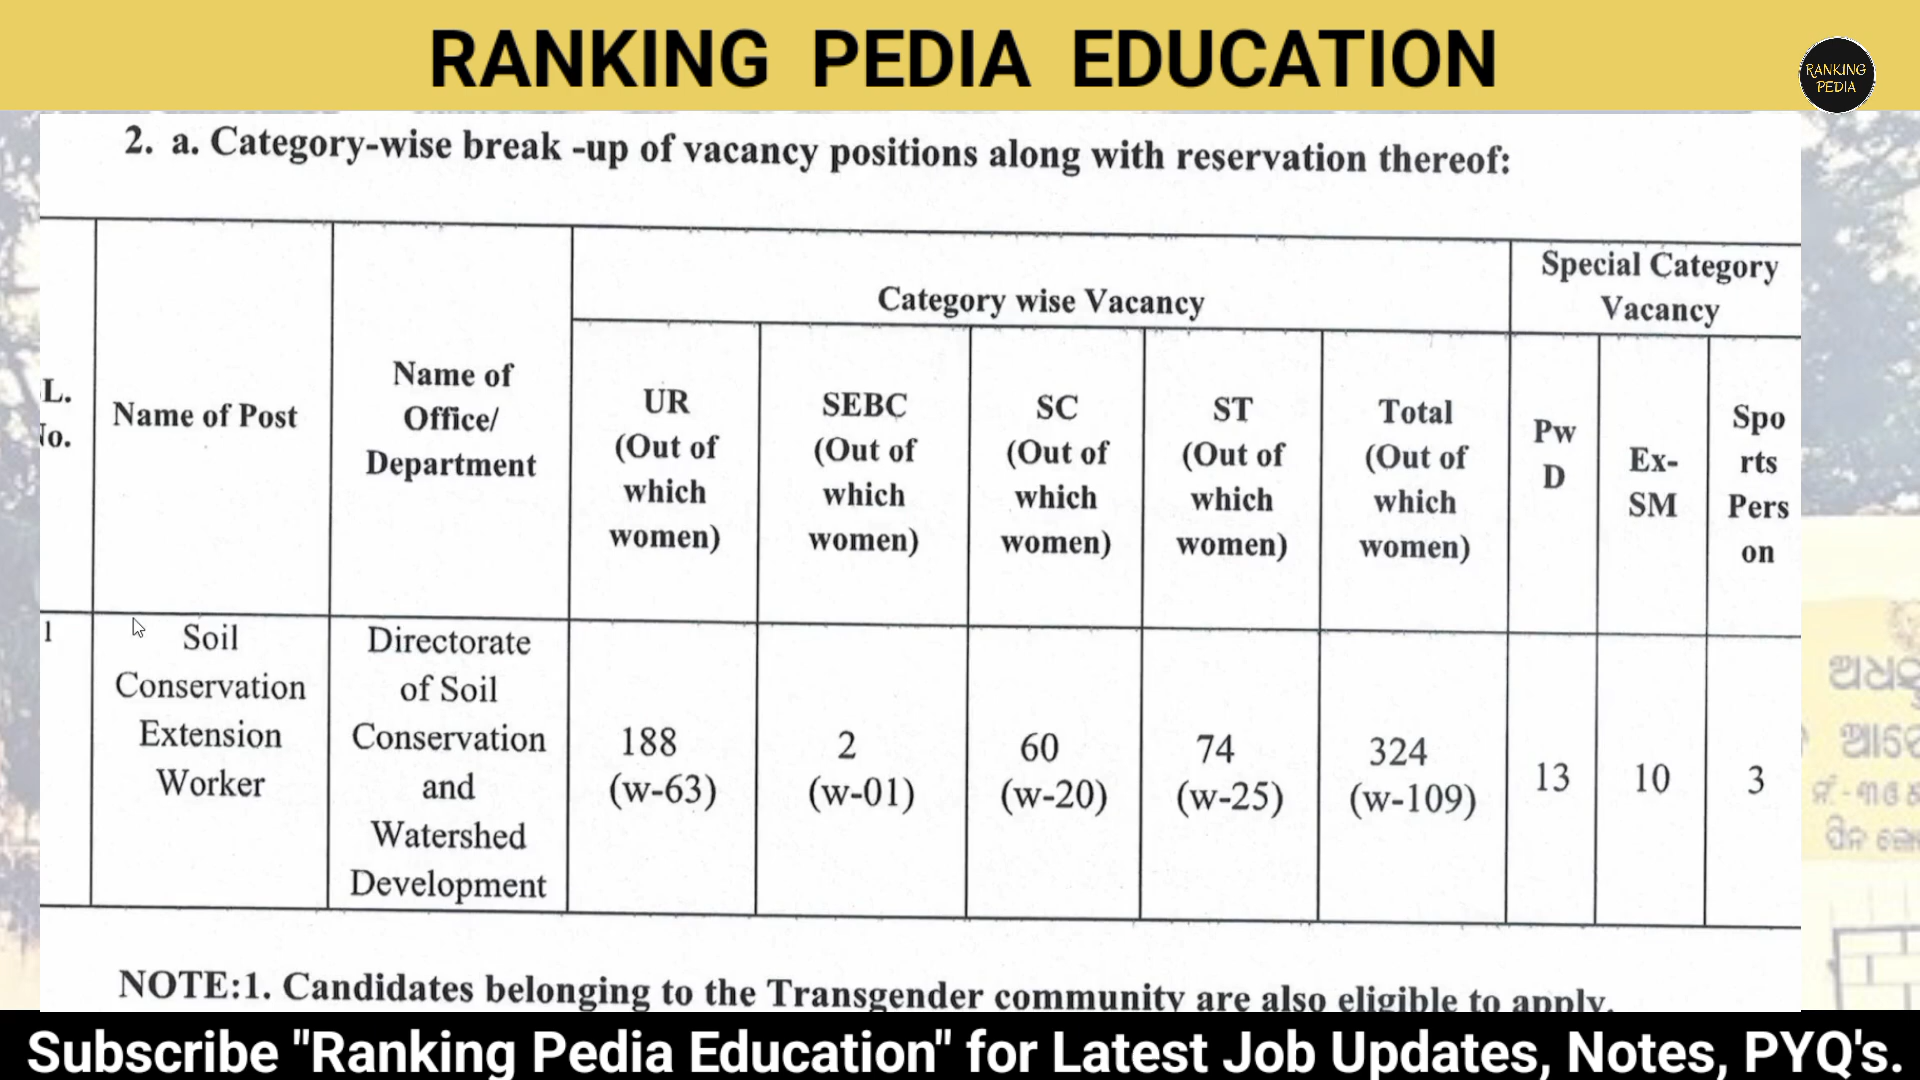 RANKING PEDIA EDUCATION
RANKING
PEDIA
2. a. Category-wise break -up of vacancy positions along with reservation thereof:
L.
No.
Name of Post
Name of
Office/
Department
Category wise Vacancy
Special Category
Vacancy
UR
(Out of
which
women)
SEBC
(Out of
which
women)
SC
(Out of
which
women)
ST
(Out of
which
women)
Total
(Out of
which
women)
Pw
D
Ex-
SM
Spo
rts
Pers
on
1
Soil
Conservation
Extension
Worker
Directorate
of Soil
Conservation
and
Watershed
Development
188
(w-63)
2
(w-01)
60
(w-20)
74
(w-25)
324
(w-109)
13
10
3
NOTE:1. Candidates belonging to the Transgender community are also eligible to apply.
Subscribe "Ranking Pedia Education" for Latest Job Updates, Notes, PYQ's.